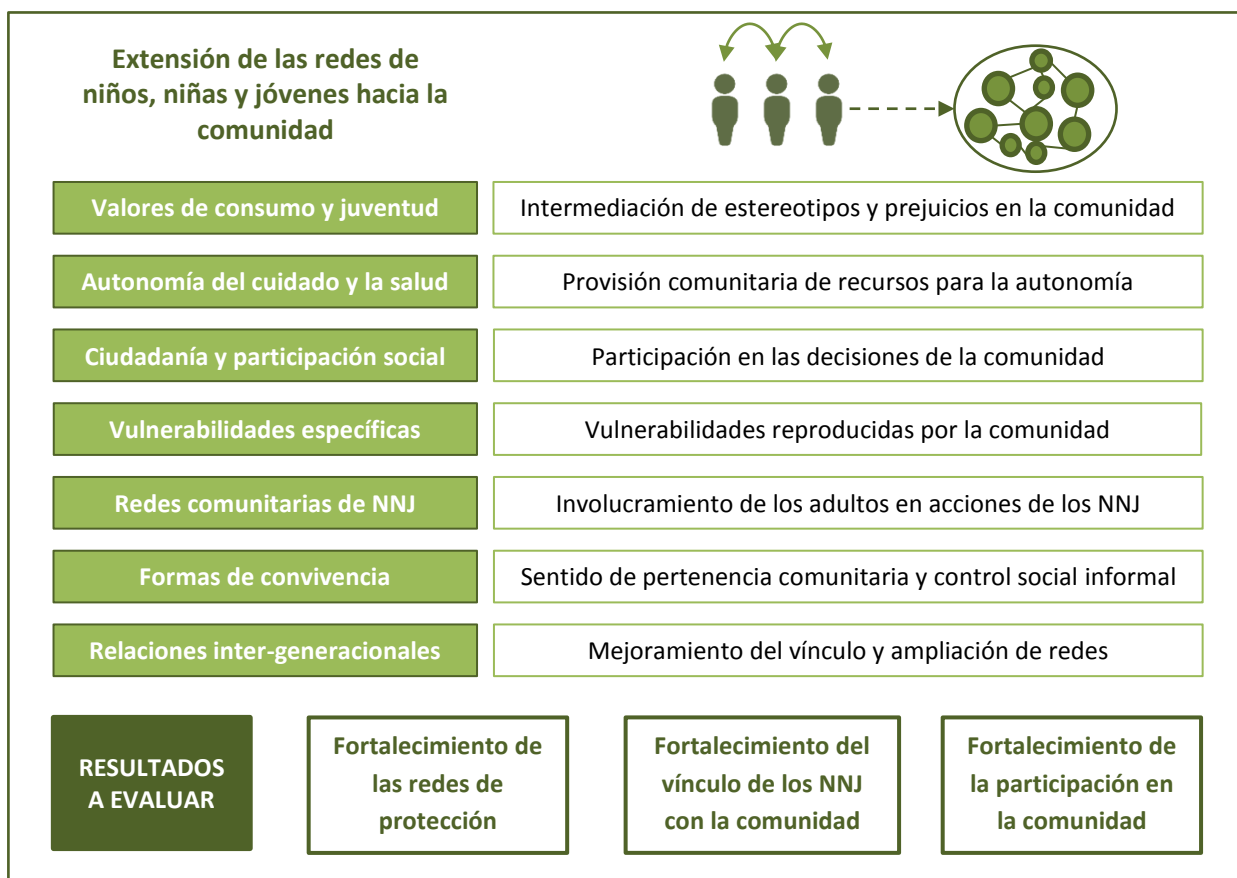 Extensión de las redes de
niños, niñas y jóvenes hacia la
comunidad
Valores de consumo y juventud
Intermediación de estereotipos y prejuicios en la comunidad
Autonomía del cuidado y la salud
Provisión comunitaria de recursos para la autonomía
Ciudadanía y participación social
Participación en las decisiones de la comunidad
Vulnerabilidades específicas
Vulnerabilidades reproducidas por la comunidad
Redes comunitarias de NNJ
Involucramiento de los adultos en acciones de los NNJ
Formas de convivencia
Sentido de pertenencia comunitaria y control social informal
Relaciones inter-generacionales
Mejoramiento del vínculo y ampliación de redes
RESULTADOS
A EVALUAR
Fortalecimiento de
las redes de
protección
Fortalecimiento del
vínculo de los NNJ
con la comunidad
Fortalecimiento de
la participación en
la comunidad